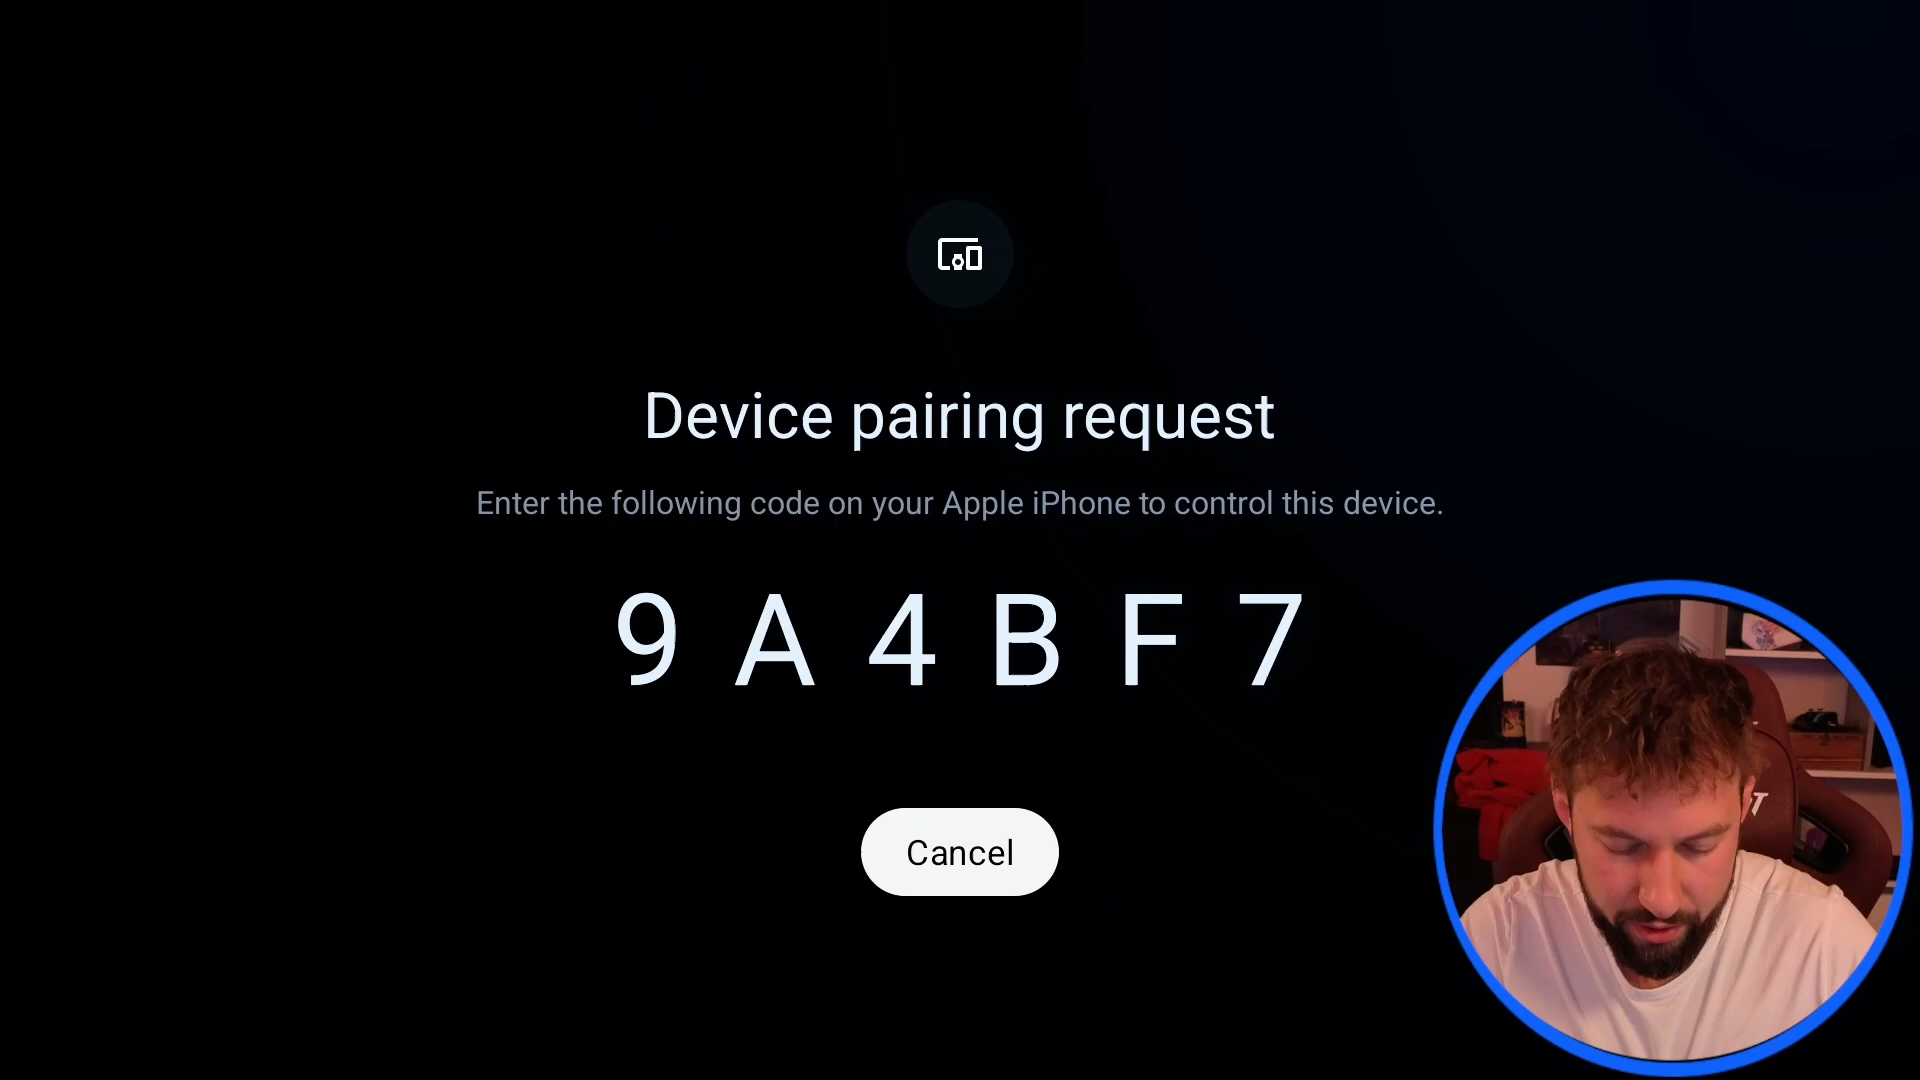 Device pairing request
Enter the following code on your Apple iPhone to control this device.
9 A 4 B F 7
Cancel